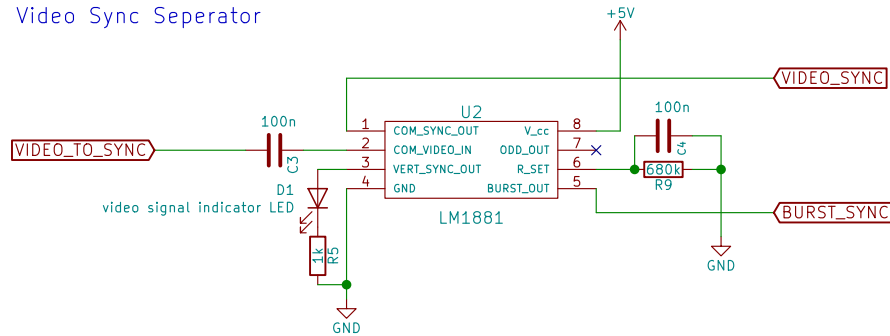 Video Sync Seperator
+5V
VIDEO_SYNC
U2
100n
100n
1
COM_SYNC_OUT
V_cc
8
VIDEO_TO_SYNC
2
COM_VIDEO_IN
ODD_OUT
7
C3
C4
3
VERT_SYNC_OUT
R_SET
6
680k
R9
D1
4
GND
BURST_OUT
5
video signal indicator LED
LM1881
BURST_SYNC
1k
R5
GND
GND